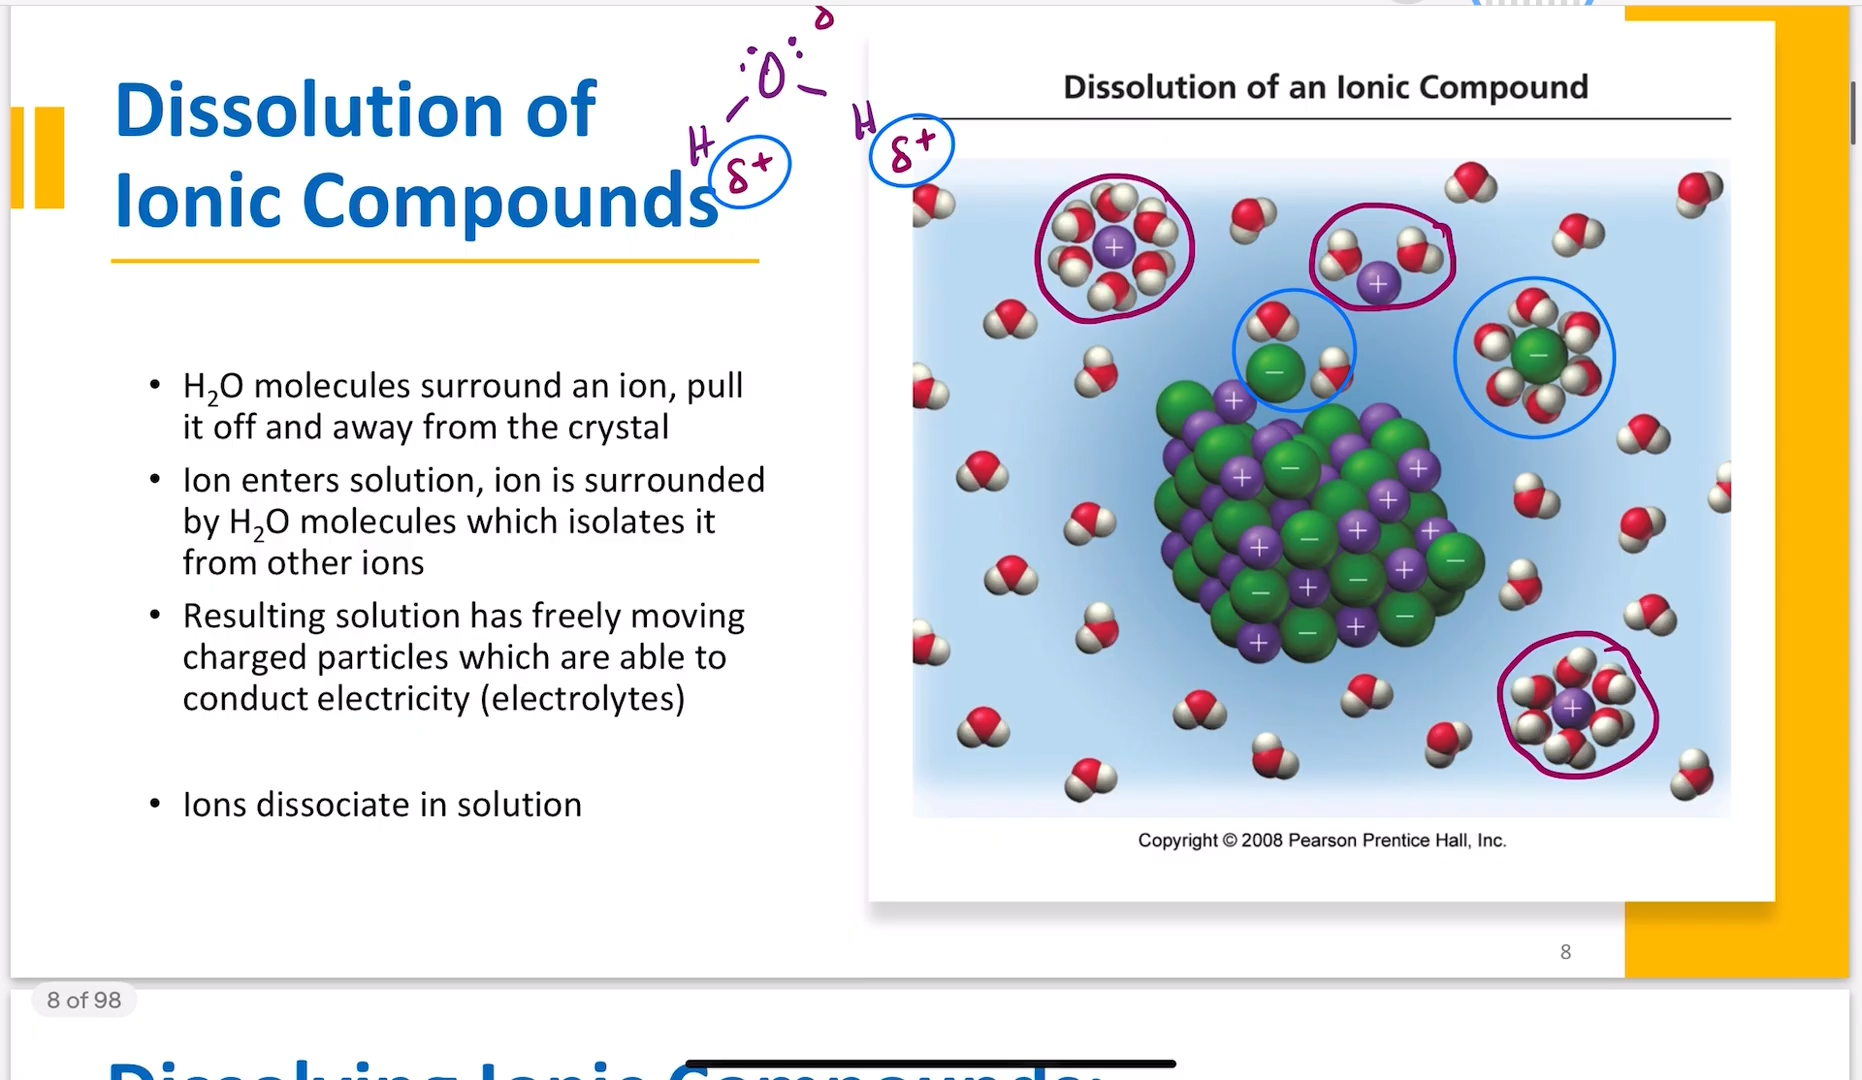 Dissolution of
Ionic Compounds
δ
:O:
H
H
δ+
δ+
• H₂O molecules surround an ion, pull
it off and away from the crystal
• Ion enters solution, ion is surrounded
by H₂O molecules which isolates it
from other ions
• Resulting solution has freely moving
charged particles which are able to
conduct electricity (electrolytes)
• Ions dissociate in solution
Dissolution of an Ionic Compound
+
+
−
−
+
+
−
+
+
+
+
−
+
+
−
−
+
−
+
−
+
−
+
+
Copyright © 2008 Pearson Prentice Hall, Inc.
8
8 of 98
Dissolving Ionic Compounds: